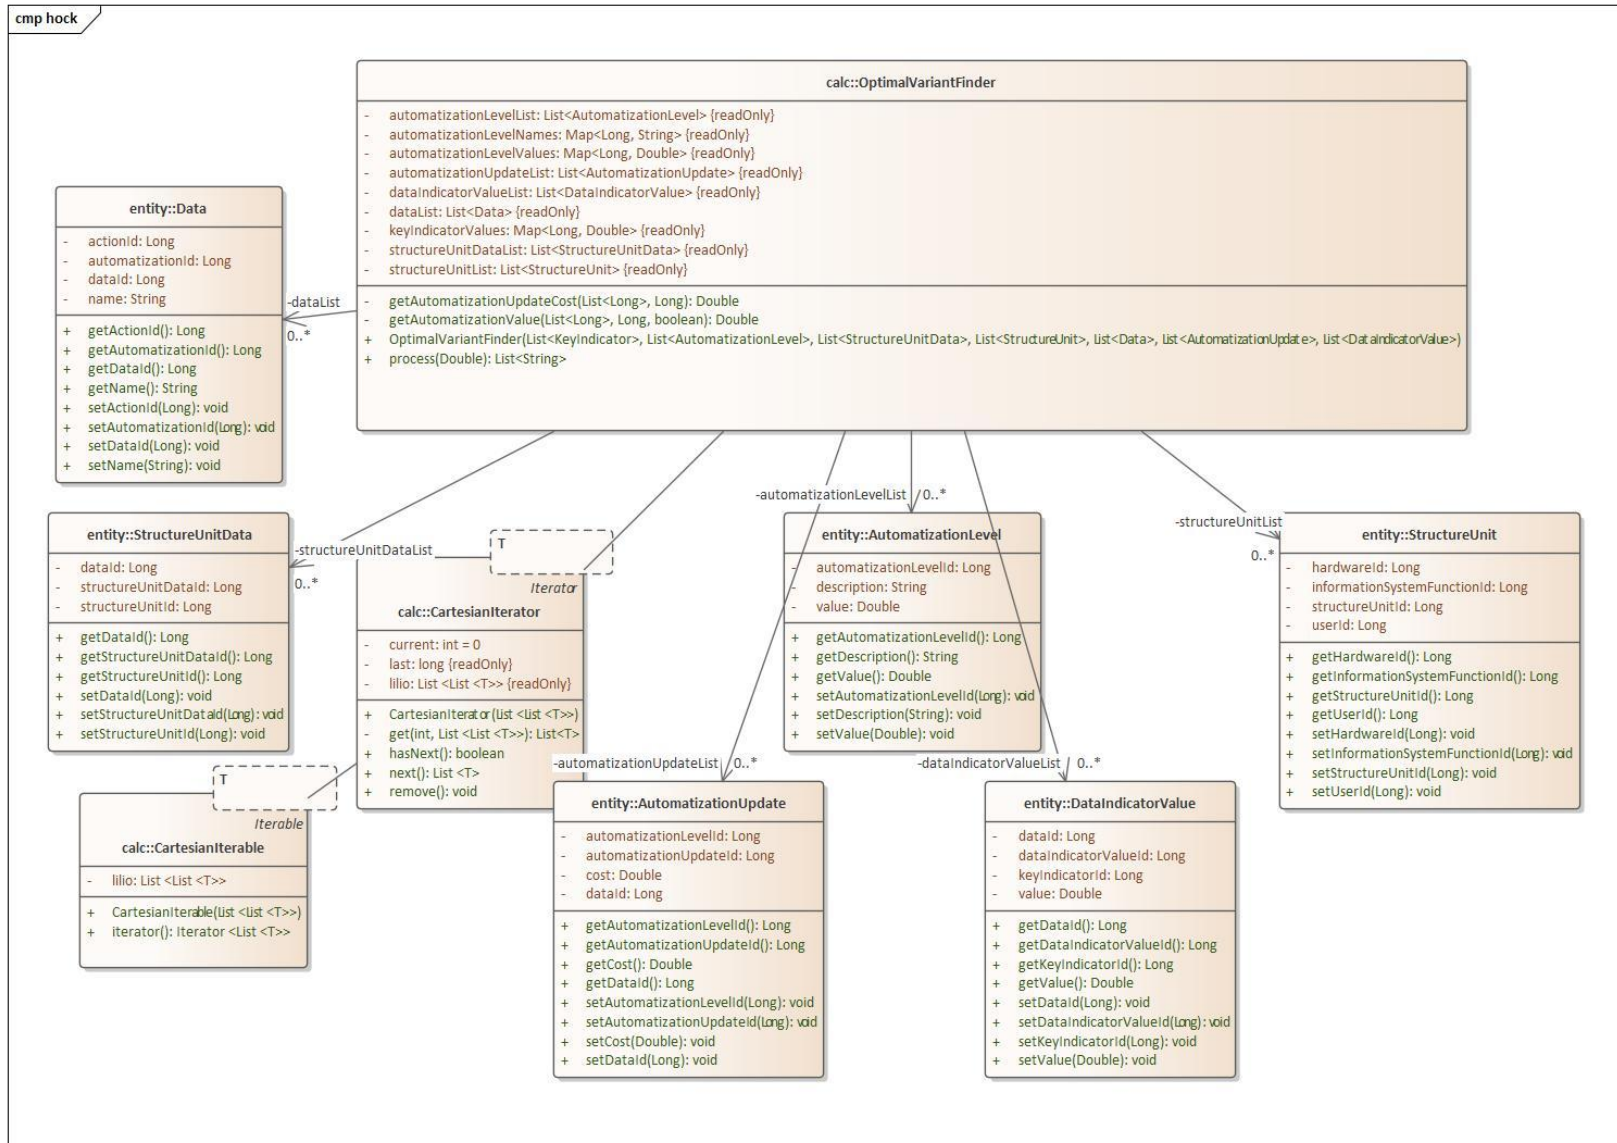 cmp hock
calc::OptimalVariantFinder
- automatizationLevelList: List<AutomatizationLevel> {readOnly}
- automatizationLevelNames: Map<Long, String> {readOnly}
- automatizationLevelValues: Map<Long, Double> {readOnly}
- automatizationUpdateList: List<AutomatizationUpdate> {readOnly}
- dataIndicatorValueList: List<DataIndicatorValue> {readOnly}
- dataList: List<Data> {readOnly}
- keyIndicatorValues: Map<Long, Double> {readOnly}
- structureUnitDataList: List<StructureUnitData> {readOnly}
- structureUnitList: List<StructureUnit> {readOnly}
- getAutomatizationUpdateCost(List<Long>, Long): Double
- getAutomatizationValue(List<Long>, Long, boolean): Double
+ OptimalVariantFinder(List<KeyIndicator>, List<AutomatizationLevel>, List<StructureUnitData>, List<StructureUnit>, List<Data>, List<AutomatizationUpdate>, List<DataIndicatorValue>)
+ process(Double): List<String>
entity::Data
- actionId: Long
- automatizationId: Long
- dataId: Long
- name: String
+ getActionId(): Long
+ getAutomatizationId(): Long
+ getDataId(): Long
+ getName(): String
+ setActionId(Long): void
+ setAutomatizationId(Long): void
+ setDataId(Long): void
+ setName(String): void
-dataList
0..*
entity::StructureUnitData
- dataId: Long
- structureUnitDataId: Long
- structureUnitId: Long
+ getDataId(): Long
+ getStructureUnitDataId(): Long
+ getStructureUnitId(): Long
+ setDataId(Long): void
+ setStructureUnitDataId(Long): void
+ setStructureUnitId(Long): void
-structureUnitDataList
0..*
T
Iterator
calc::CartesianIterator
- current: int = 0
- last: long {readOnly}
- lilio: List <List <T>> {readOnly}
+ CartesianIterator(List <List <T>>)
- get(int, List <List <T>>): List<T>
+ hasNext(): boolean
+ next(): List <T>
+ remove(): void
-automatizationLevelList
0..*
entity::AutomatizationLevel
- automatizationLevelId: Long
- description: String
- value: Double
+ getAutomatizationLevelId(): Long
+ getDescription(): String
+ getValue(): Double
+ setAutomatizationLevelId(Long): void
+ setDescription(String): void
+ setValue(Double): void
-structureUnitList
0..*
entity::StructureUnit
- hardwareId: Long
- informationSystemFunctionId: Long
- structureUnitId: Long
- userId: Long
+ getHardwareId(): Long
+ getInformationSystemFunctionId(): Long
+ getStructureUnitId(): Long
+ getUserId(): Long
+ setHardwareId(Long): void
+ setInformationSystemFunctionId(Long): void
+ setStructureUnitId(Long): void
+ setUserId(Long): void
T
Iterable
calc::CartesianIterable
- lilio: List <List <T>>
+ CartesianIterable(List <List <T>>)
+ iterator(): Iterator <List <T>>
-automatizationUpdateList
0..*
entity::AutomatizationUpdate
- automatizationLevelId: Long
- automatizationUpdateId: Long
- cost: Double
- dataId: Long
+ getAutomatizationLevelId(): Long
+ getAutomatizationUpdateId(): Long
+ getCost(): Double
+ getDataId(): Long
+ setAutomatizationLevelId(Long): void
+ setAutomatizationUpdateId(Long): void
+ setCost(Double): void
+ setDataId(Long): void
-dataIndicatorValueList
0..*
entity::DataIndicatorValue
- dataId: Long
- dataIndicatorValueId: Long
- keyIndicatorId: Long
- value: Double
+ getDataId(): Long
+ getDataIndicatorValueId(): Long
+ getKeyIndicatorId(): Long
+ getValue(): Double
+ setDataId(Long): void
+ setDataIndicatorValueId(Long): void
+ setKeyIndicatorId(Long): void
+ setValue(Double): void